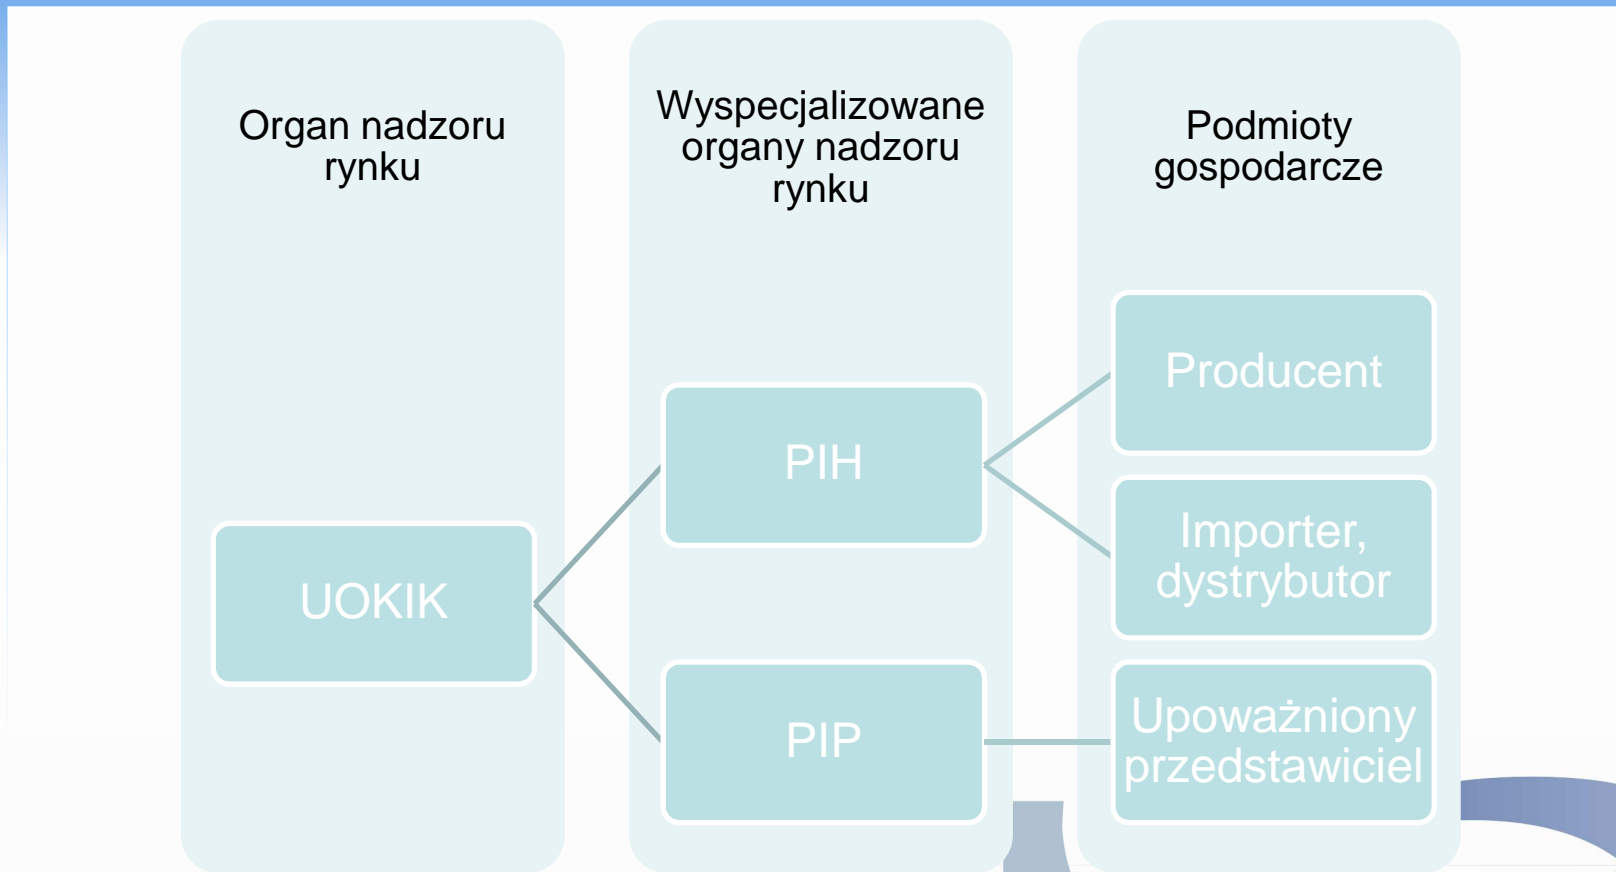 Organ nadzoru
rynku
Wyspecjalizowane
organy nadzoru
rynku
Podmioty
gospodarcze
UOKIK
PIH
PIP
Producent
Importer,
dystrybutor
Upoważniony
przedstawiciel